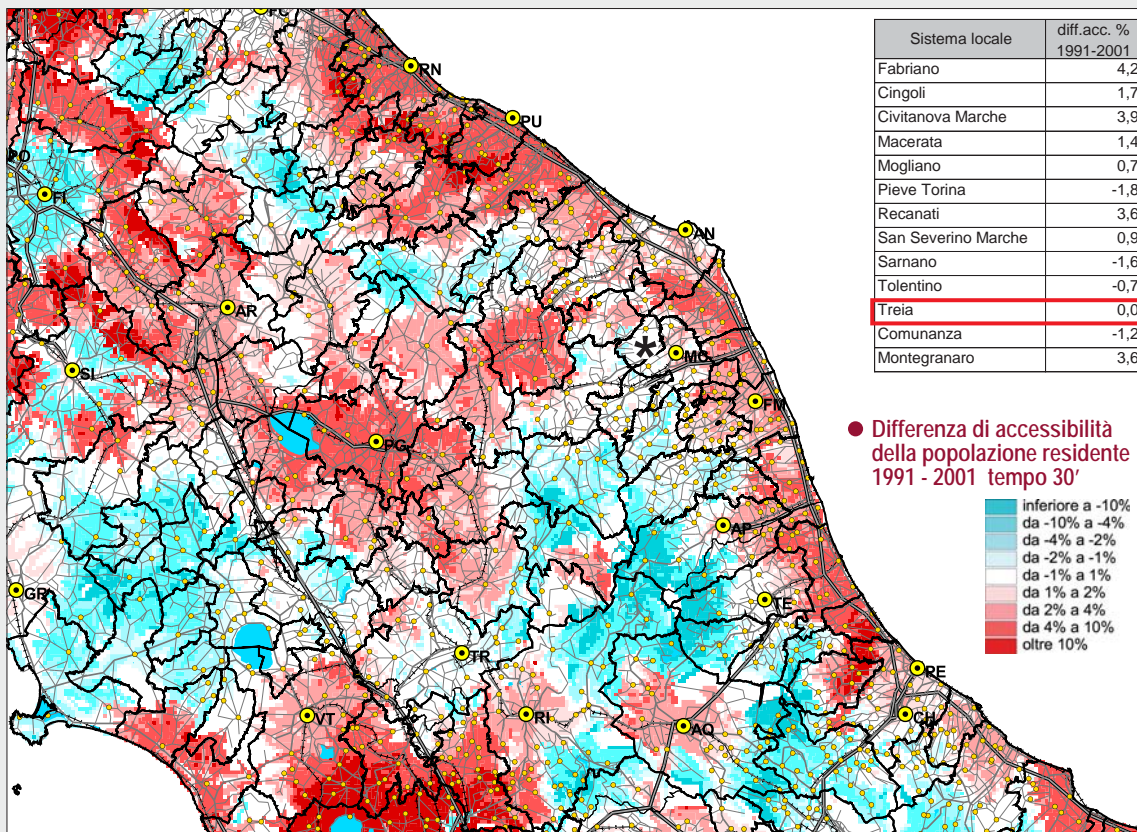 Sistema locale diff.acc. % 1991-2001
Fabriano 4,2
Cingoli 1,7
Civitanova Marche 3,9
Macerata 1,4
Mogliano 0,7
Pieve Torina -1,8
Recanati 3,6
San Severino Marche 0,9
Sarnano -1,6
Tolentino -0,7
Treia 0,0
Comunanza -1,2
Montegranaro 3,6
● Differenza di accessibilità
della popolazione residente
1991 - 2001 tempo 30'
inferiore a -10%
da -10% a -4%
da -4% a -2%
da -2% a -1%
da -1% a 1%
da 1% a 2%
da 2% a 4%
da 4% a 10%
oltre 10%
RN
PU
PO
FI
AN
AR
*
MC
SI
FM
PG
AP
GR
TE
TR
PE
VT
RI
AQ
CH